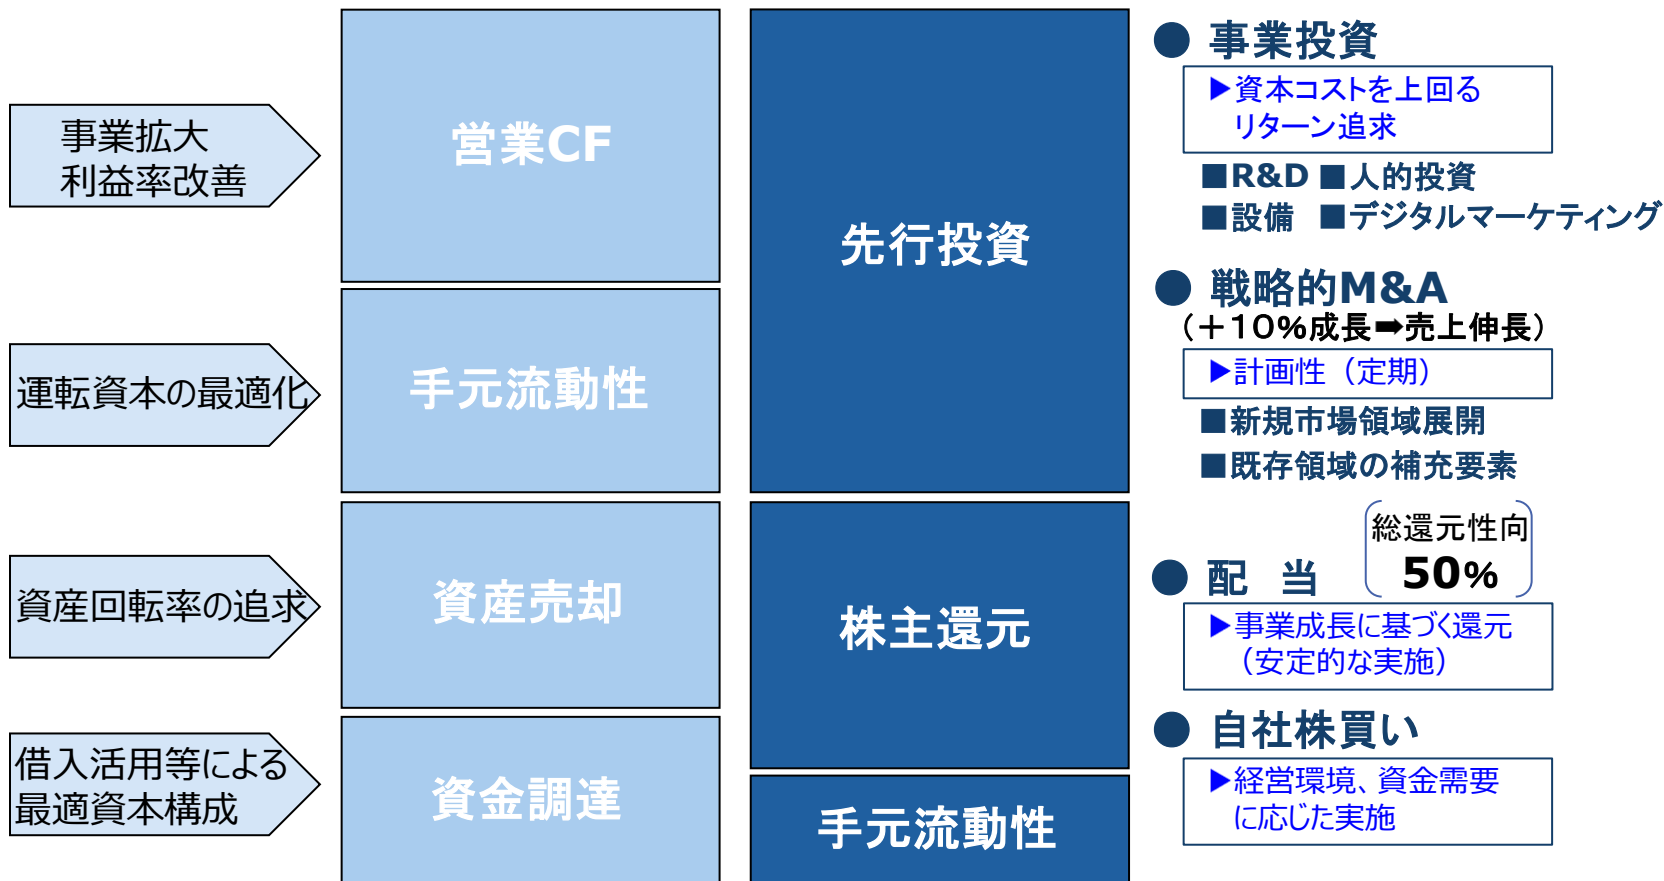 事業拡大
利益率改善
運転資本の最適化
資産回転率の追求
借入活用等による
最適資本構成
営業CF
手元流動性
資産売却
資金調達
先行投資
株主還元
手元流動性
● 事業投資
▶資本コストを上回る
リターン追求
■R&D ■人的投資
■設備 ■デジタルマーケティング
● 戦略的M&A
（＋10%成長➡売上伸長）
▶計画性（定期）
■新規市場領域展開
■既存領域の補充要素
総還元性向
50%
● 配　当
▶事業成長に基づく還元
（安定的な実施）
● 自社株買い
▶経営環境、資金需要
に応じた実施